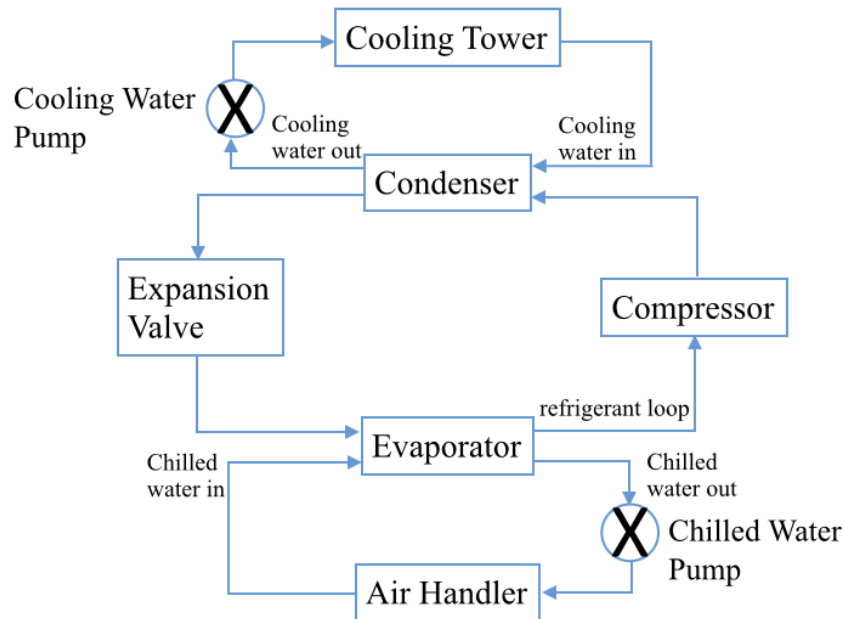 Cooling Tower
Cooling Water
Pump
Cooling
water out
Cooling
water in
Condenser
Expansion
Valve
Compressor
refrigerant loop
Evaporator
Chilled
water in
Chilled
water out
Chilled Water
Pump
Air Handler